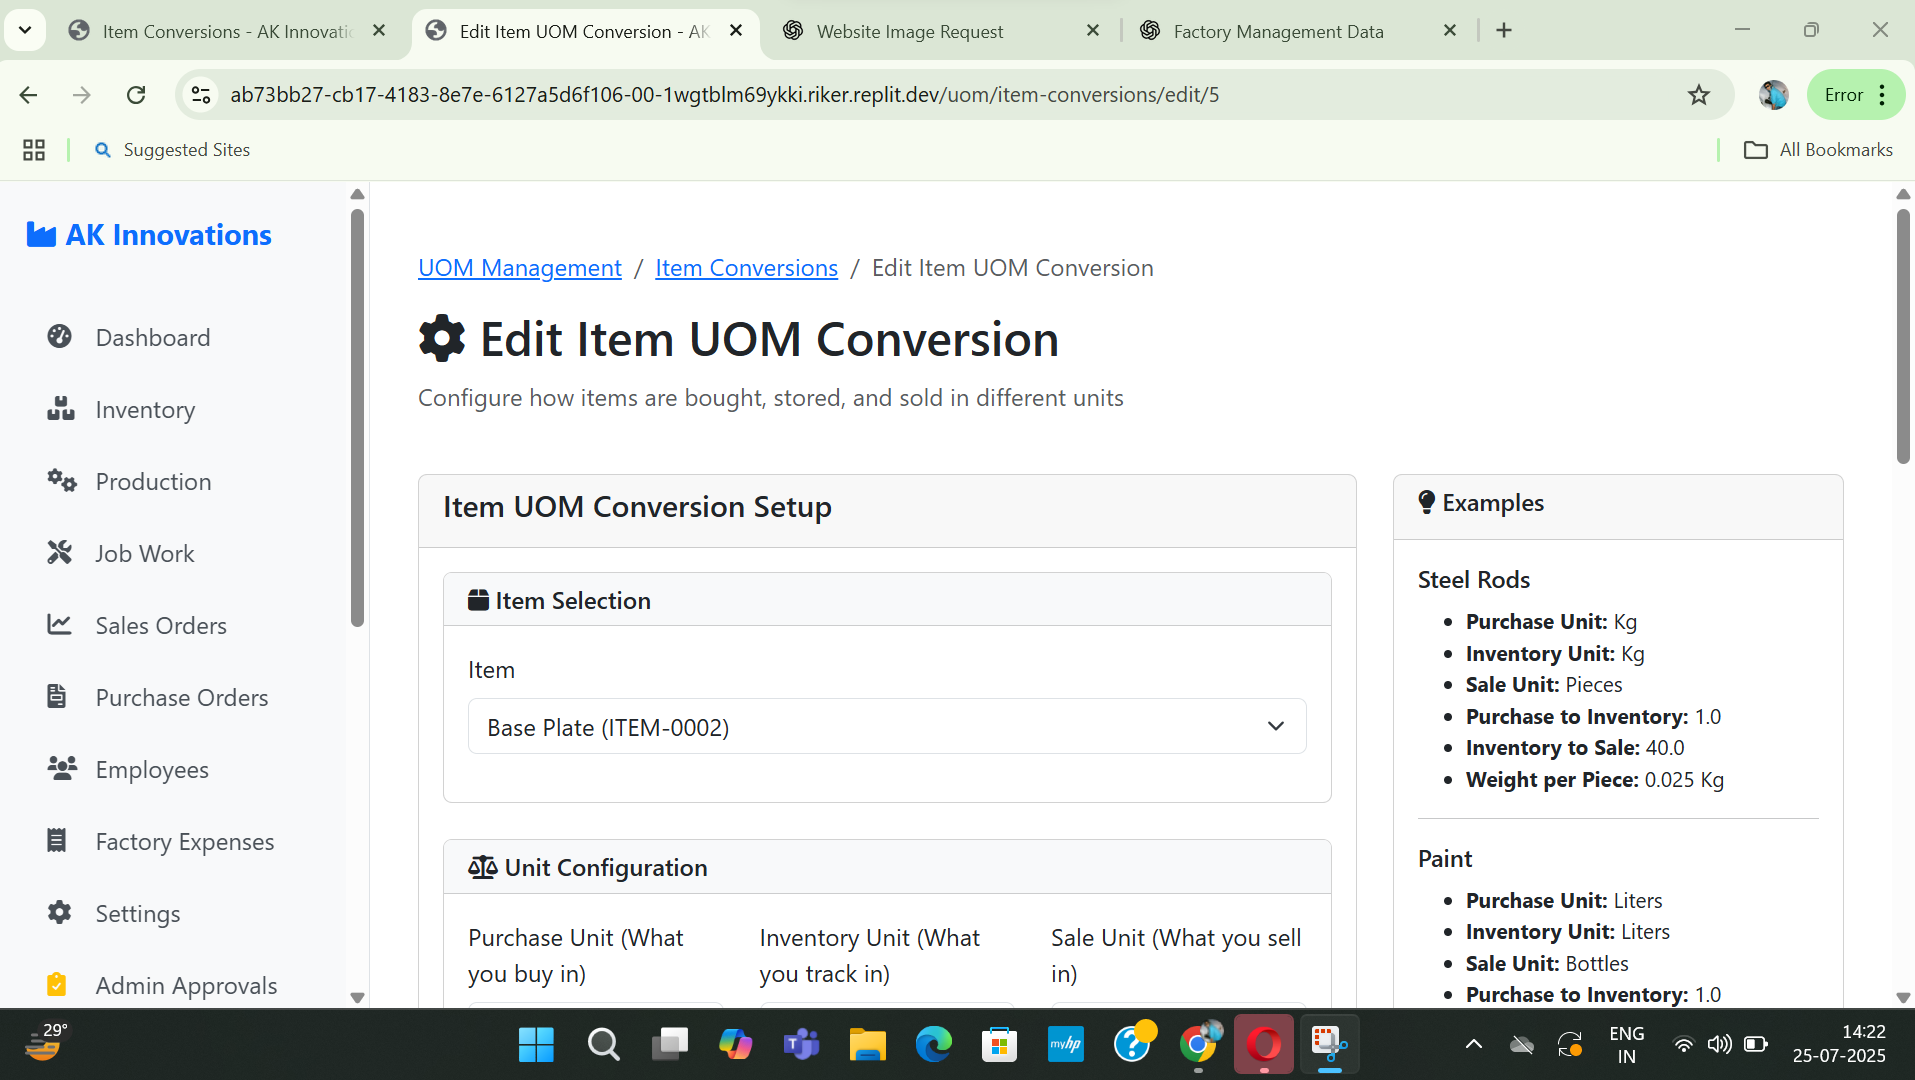 Item Conversions - AK Innovatic
Edit Item UOM Conversion - AK
Website Image Request
Factory Management Data
ab73bb27-cb17-4183-8e7e-6127a5d6f106-00-1wgtblm69ykki.riker.replit.dev/uom/item-conversions/edit/5
Error
Suggested Sites
All Bookmarks
AK Innovations
Dashboard
Inventory
Production
Job Work
Sales Orders
Purchase Orders
Employees
Factory Expenses
Settings
Admin Approvals
UOM Management / Item Conversions / Edit Item UOM Conversion
Edit Item UOM Conversion
Configure how items are bought, stored, and sold in different units
Item UOM Conversion Setup
Item Selection
Item
Base Plate (ITEM-0002)
Unit Configuration
Purchase Unit (What
you buy in)
Inventory Unit (What
you track in)
Sale Unit (What you sell
in)
Examples
Steel Rods
Purchase Unit: Kg
Inventory Unit: Kg
Sale Unit: Pieces
Purchase to Inventory: 1.0
Inventory to Sale: 40.0
Weight per Piece: 0.025 Kg
Paint
Purchase Unit: Liters
Inventory Unit: Liters
Sale Unit: Bottles
Purchase to Inventory: 1.0
29°
myhp
ENG
IN
14:22
25-07-2025